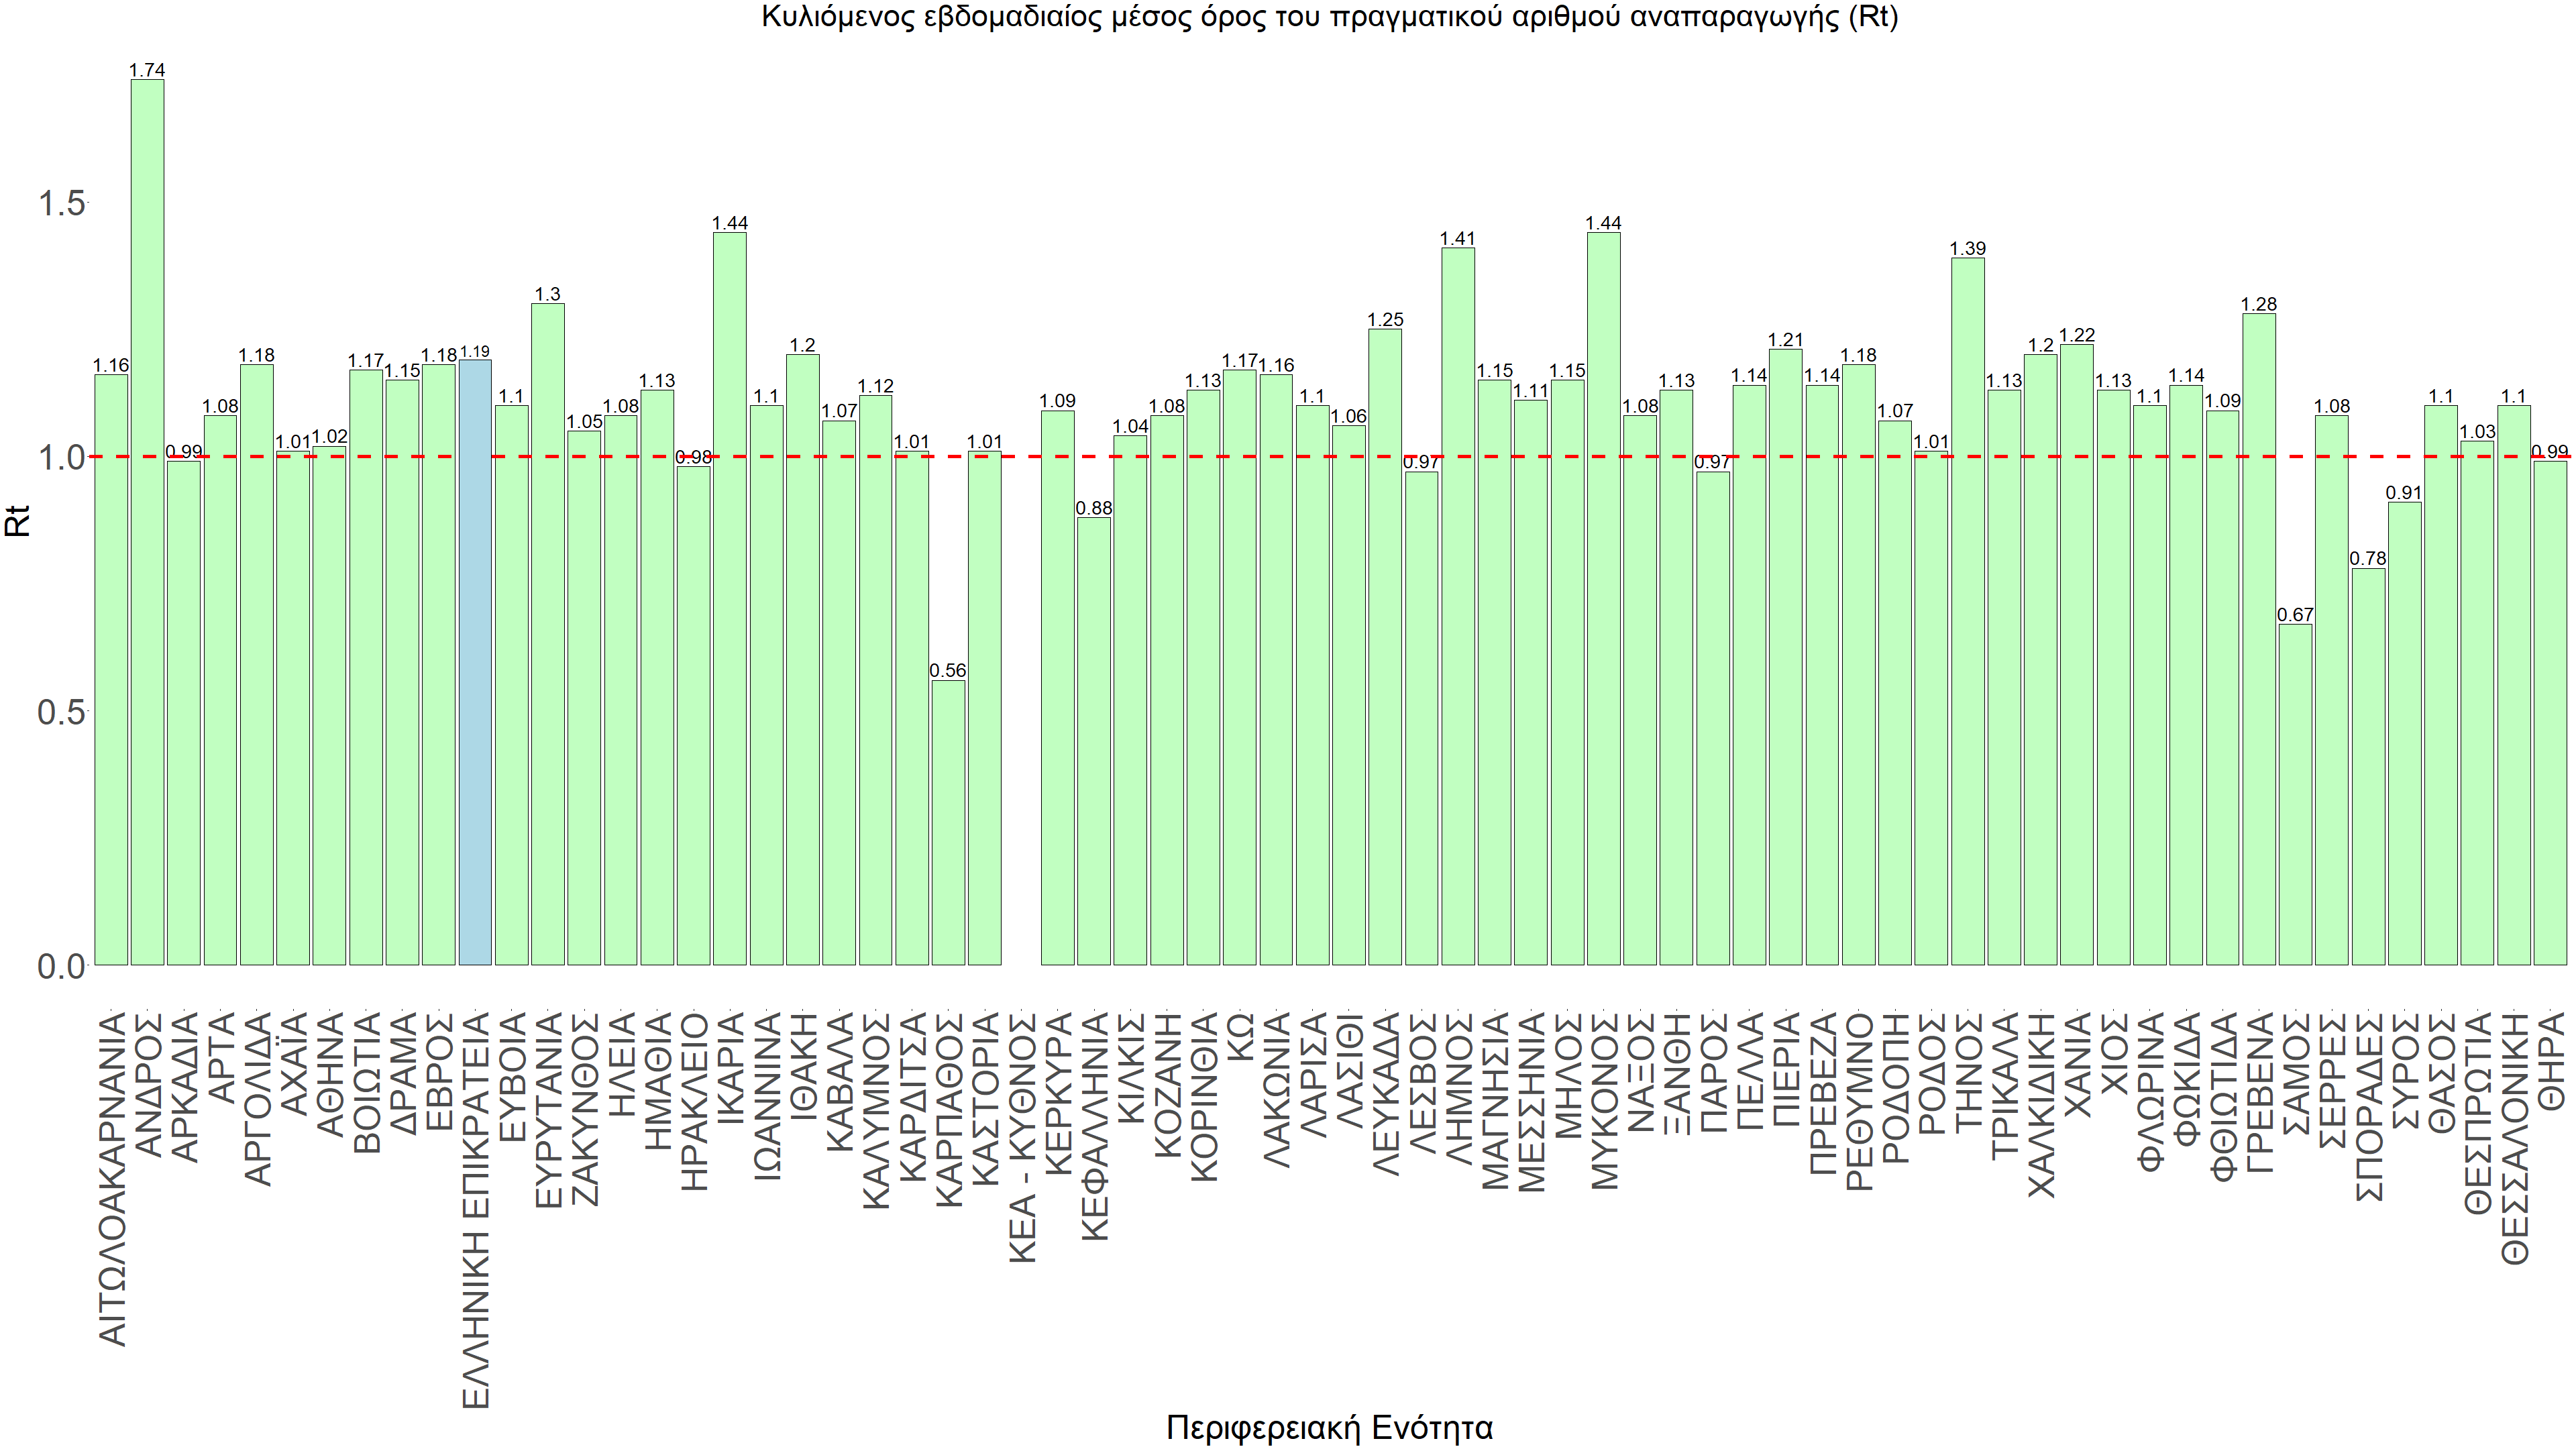 Κυλιόμενος εβδομαδιαίος μέσος όρος του πραγματικού αριθμού αναπαραγωγής (Rt)
Rt
1.5
1.0
0.5
0.0
1.16
1.74
0.99
1.08
1.18
1.01
1.02
1.17
1.15
1.18
1.19
1.1
1.3
1.05
1.08
1.13
0.98
1.44
1.1
1.2
1.07
1.12
1.01
0.56
1.01
1.09
0.88
1.04
1.08
1.13
1.17
1.16
1.1
1.06
1.25
0.97
1.41
1.15
1.11
1.15
1.44
1.08
1.13
0.97
1.14
1.21
1.14
1.18
1.07
1.01
1.39
1.13
1.2
1.22
1.13
1.1
1.14
1.09
1.28
0.67
1.08
0.78
0.91
1.1
1.03
1.1
0.99
ΑΙΤΩΛΟΑΚΑΡΝΑΝΙΑ
ΑΝΔΡΟΣ
ΑΡΚΑΔΙΑ
ΑΡΤΑ
ΑΡΓΟΛΙΔΑ
ΑΧΑΪΑ
ΑΘΗΝΑ
ΒΟΙΩΤΙΑ
ΔΡΑΜΑ
ΕΒΡΟΣ
ΕΛΛΗΝΙΚΗ ΕΠΙΚΡΑΤΕΙΑ
ΕΥΒΟΙΑ
ΕΥΡΥΤΑΝΙΑ
ΖΑΚΥΝΘΟΣ
ΗΛΕΙΑ
ΗΜΑΘΙΑ
ΗΡΑΚΛΕΙΟ
ΙΚΑΡΙΑ
ΙΩΑΝΝΙΝΑ
ΙΘΑΚΗ
ΚΑΒΑΛΑ
ΚΑΛΥΜΝΟΣ
ΚΑΡΔΙΤΣΑ
ΚΑΡΠΑΘΟΣ
ΚΑΣΤΟΡΙΑ
ΚΕΑ - ΚΥΘΝΟΣ
ΚΕΡΚΥΡΑ
ΚΕΦΑΛΛΗΝΙΑ
ΚΙΛΚΙΣ
ΚΟΖΑΝΗ
ΚΟΡΙΝΘΙΑ
ΚΩ
ΛΑΚΩΝΙΑ
ΛΑΡΙΣΑ
ΛΑΣΙΘΙ
ΛΕΥΚΑΔΑ
ΛΕΣΒΟΣ
ΛΗΜΝΟΣ
ΜΑΓΝΗΣΙΑ
ΜΕΣΣΗΝΙΑ
ΜΗΛΟΣ
ΜΥΚΟΝΟΣ
ΝΑΞΟΣ
ΞΑΝΘΗ
ΠΑΡΟΣ
ΠΕΛΛΑ
ΠΙΕΡΙΑ
ΠΡΕΒΕΖΑ
ΡΕΘΥΜΝΟ
ΡΟΔΟΠΗ
ΡΟΔΟΣ
ΤΗΝΟΣ
ΤΡΙΚΑΛΑ
ΧΑΛΚΙΔΙΚΗ
ΧΑΝΙΑ
ΧΙΟΣ
ΦΛΩΡΙΝΑ
ΦΩΚΙΔΑ
ΦΘΙΩΤΙΔΑ
ΓΡΕΒΕΝΑ
ΣΑΜΟΣ
ΣΕΡΡΕΣ
ΣΠΟΡΑΔΕΣ
ΣΥΡΟΣ
ΘΑΣΟΣ
ΘΕΣΠΡΩΤΙΑ
ΘΕΣΣΑΛΟΝΙΚΗ
ΘΗΡΑ
Περιφερειακή Ενότητα